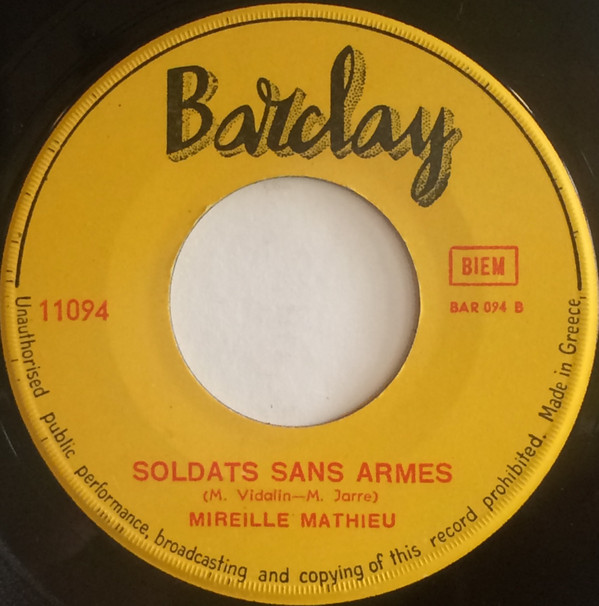 Barclay
BIEM
11094
BAR 094 B
SOLDATS SANS ARMES
(M. Vidalin—M. Jarre)
MIREILLE MATHIEU
Unauthorised public performance, broadcasting and copying of this record prohibited. Made in Greece.